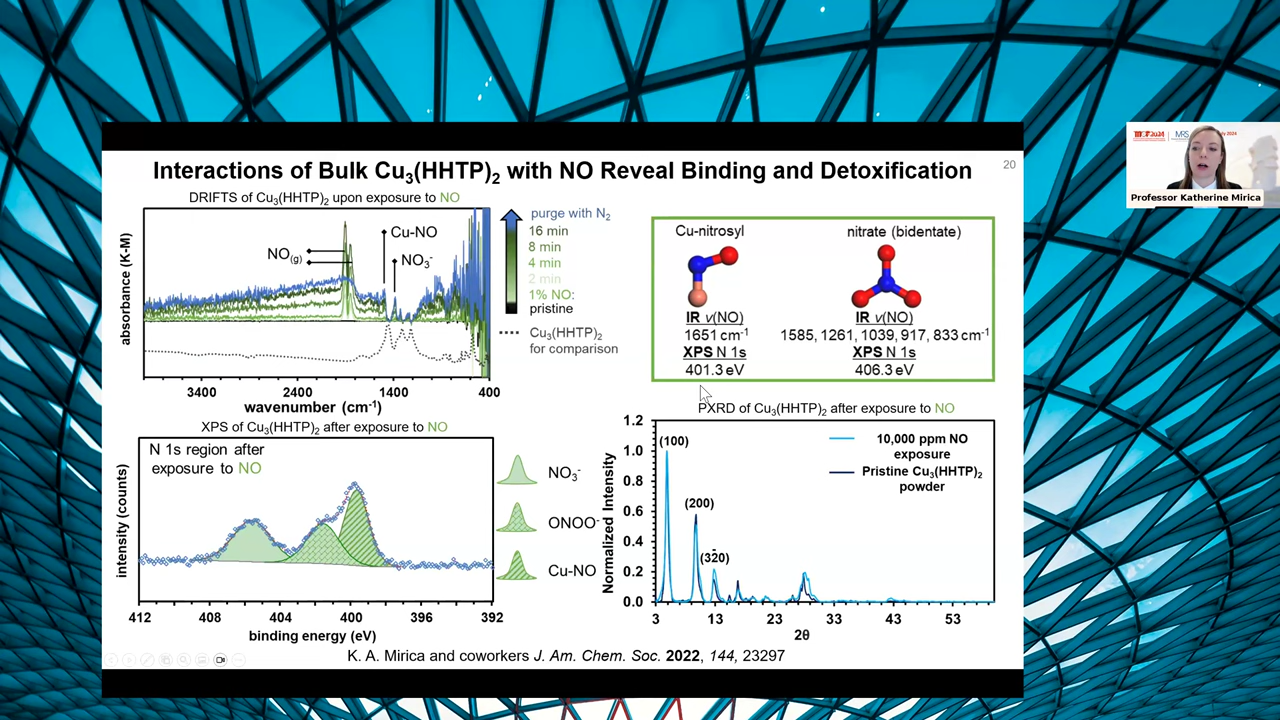 Interactions of Bulk Cu3(HHTP)2 with NO Reveal Binding and Detoxification
20
DRIFTS of Cu3(HHTP)2 upon exposure to NO
absorbance (K-M)
NO(g)
Cu-NO
NO3-
3400
2400
1400
400
wavenumber (cm-1)
purge with N2
16 min
8 min
4 min
2 min
1% NO:
pristine
Cu3(HHTP)2
for comparison
Cu-nitrosyl
IR ν(NO)
1651 cm-1
XPS N 1s
401.3 eV
nitrate (bidentate)
IR ν(NO)
1585, 1261, 1039, 917, 833 cm-1
XPS N 1s
406.3 eV
XPS of Cu3(HHTP)2 after exposure to NO
N 1s region after
exposure to NO
intensity (counts)
412
408
404
400
396
392
binding energy (eV)
NO3-
ONOO-
Cu-NO
PXRD of Cu3(HHTP)2 after exposure to NO
Normalized Intensity
1.2
1.0
0.8
0.6
0.4
0.2
0.0
(100)
(200)
(320)
10,000 ppm NO
exposure
Pristine Cu3(HHTP)2
powder
3
13
23
33
43
53
2θ
K. A. Mirica and coworkers J. Am. Chem. Soc. 2022, 144, 23297
MRS
Professor Katherine Mirica